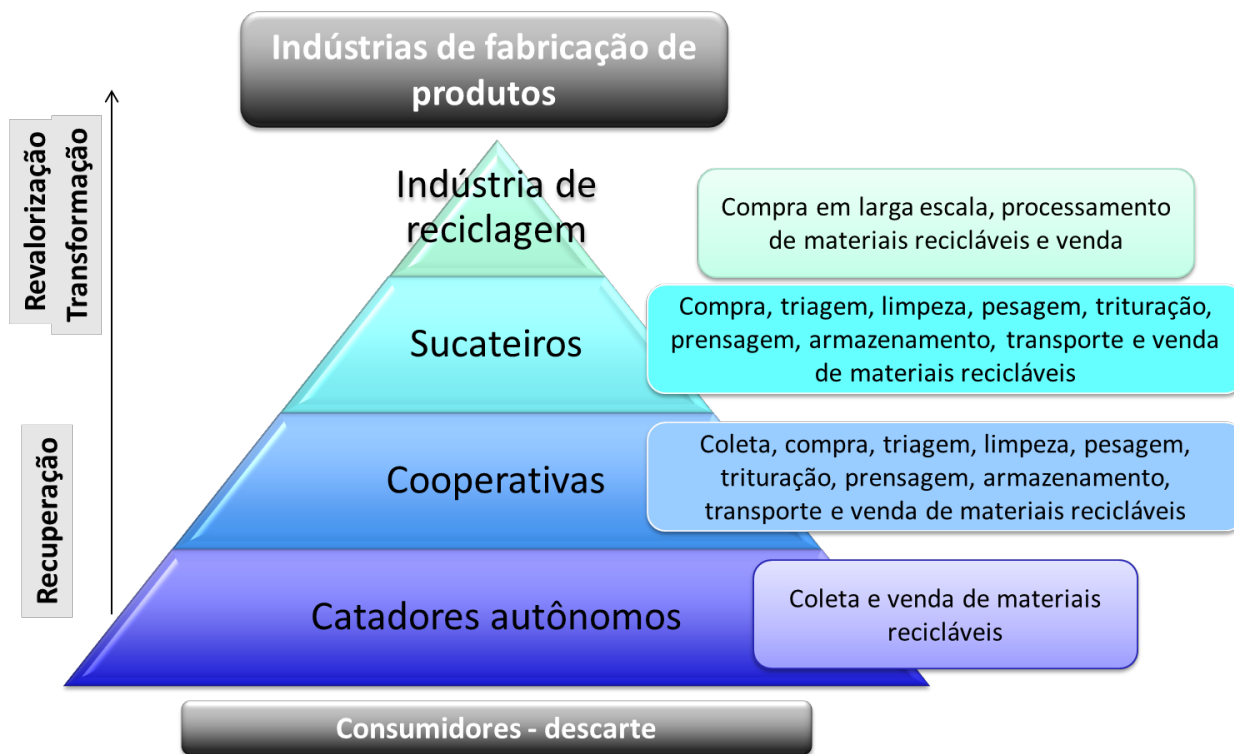 Indústrias de fabricação de
produtos
Revalorização
Transformação
Recuperação
Indústria de
reciclagem
Compra em larga escala, processamento
de materiais recicláveis e venda
Sucateiros
Compra, triagem, limpeza, pesagem, trituração,
prensagem, armazenamento, transporte e venda
de materiais recicláveis
Cooperativas
Coleta, compra, triagem, limpeza, pesagem,
trituração, prensagem, armazenamento,
transporte e venda de materiais recicláveis
Catadores autônomos
Coleta e venda de materiais
recicláveis
Consumidores - descarte